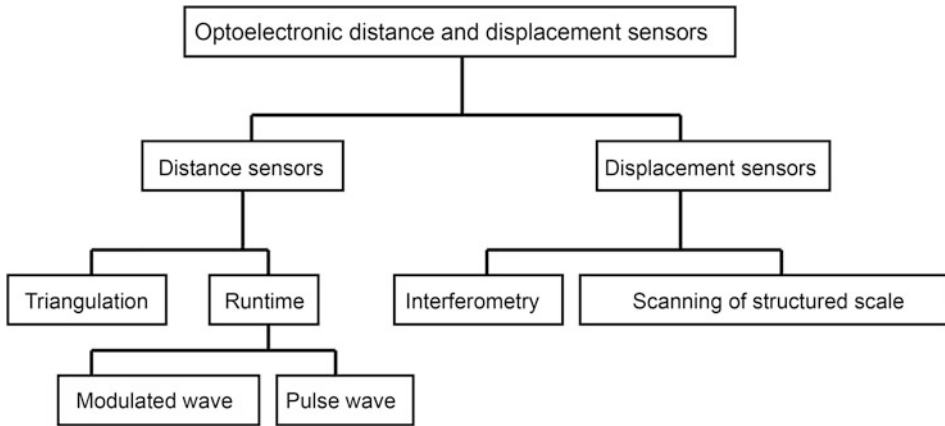 Optoelectronic distance and displacement sensors
Distance sensors
Displacement sensors
Triangulation
Runtime
Interferometry
Scanning of structured scale
Modulated wave
Pulse wave